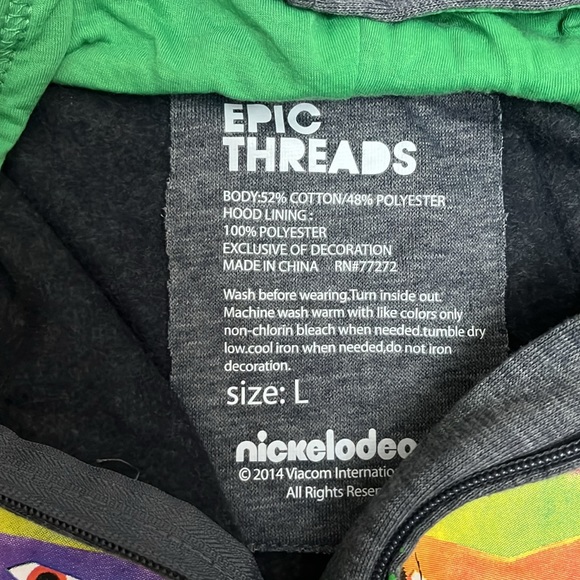 EPIC
THREADS
BODY:52% COTTON/48% POLYESTER
HOOD LINING :
100% POLYESTER
EXCLUSIVE OF DECORATION
MADE IN CHINA RN#77272
Wash before wearing.Turn inside out.
Machine wash warm with like colors only
non-chlorin bleach when needed.tumble dry
low.cool iron when needed.do not iron
decoration.
size: L
nickelodeo
© 2014 Viacom Internation
All Rights Reser